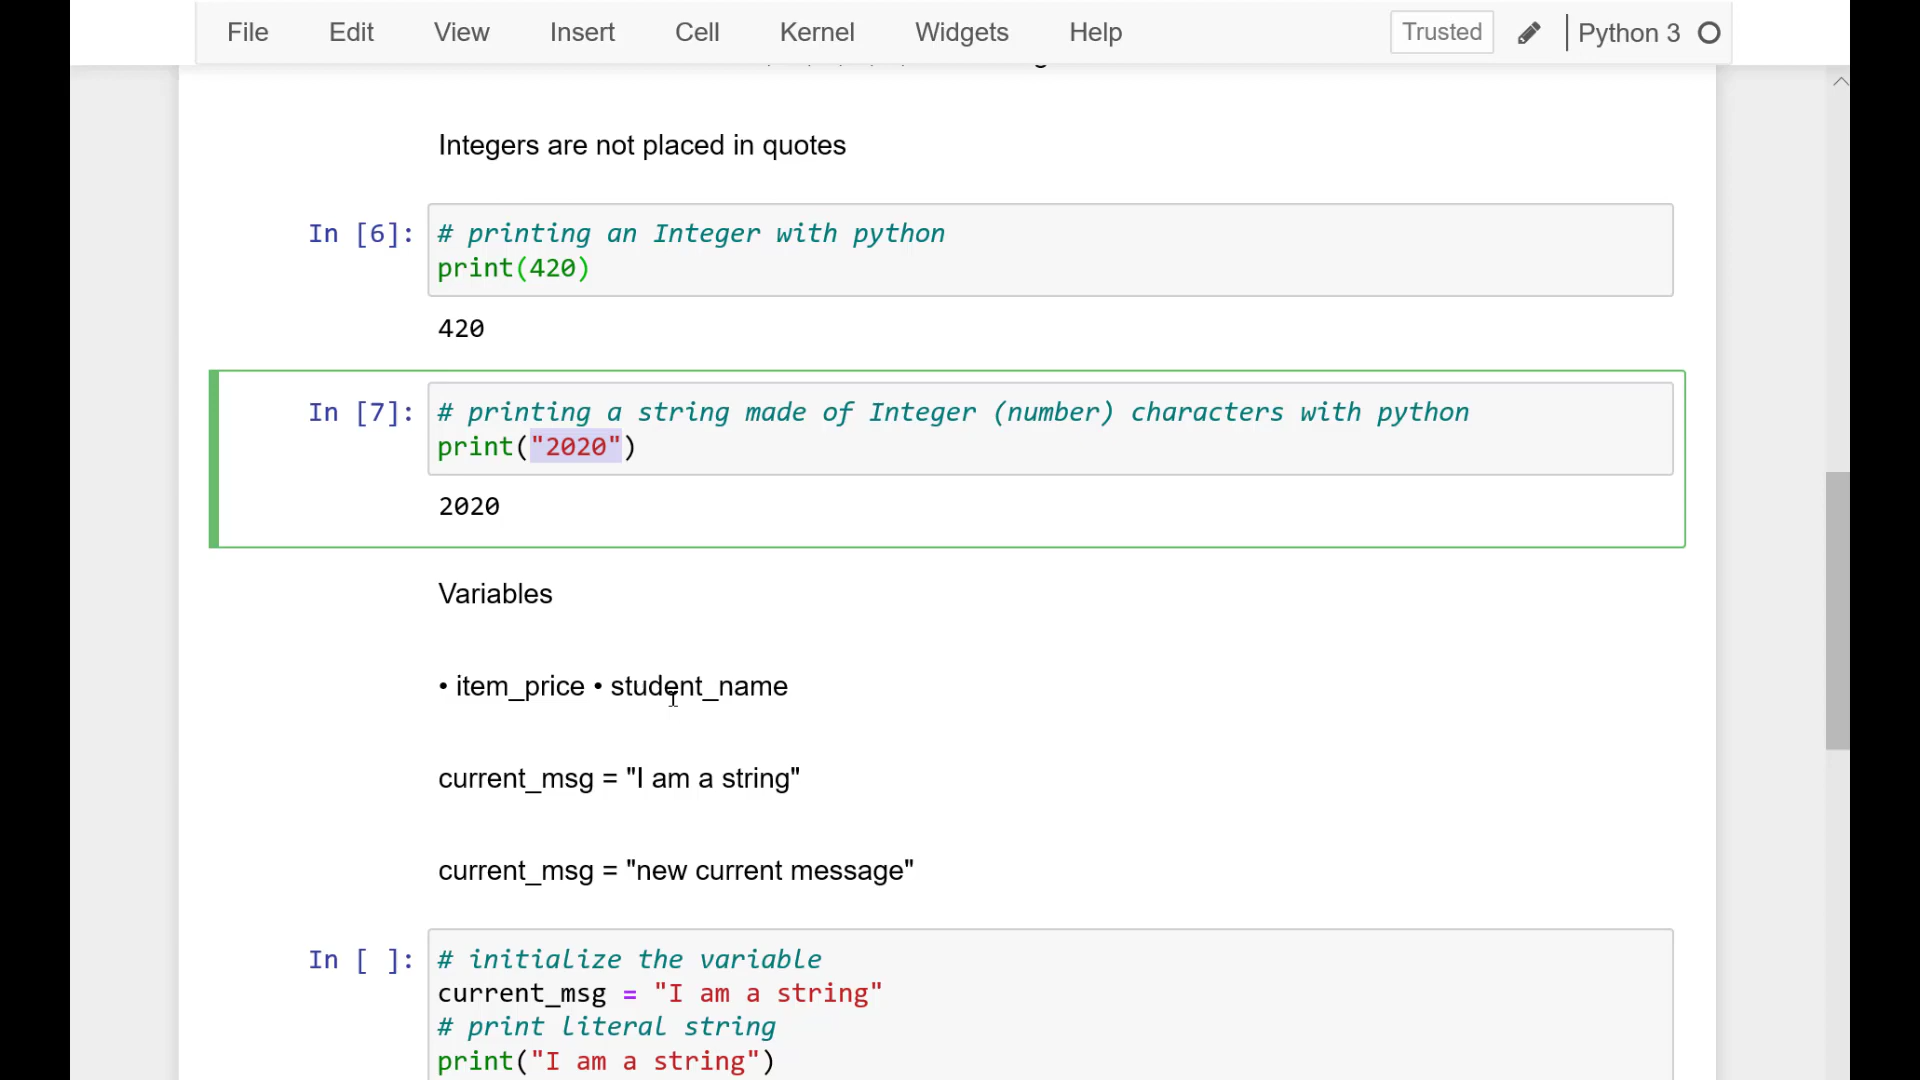 File Edit View Insert Cell Kernel Widgets Help Trusted Python 3
Integers are not placed in quotes
In [6]: # printing an Integer with python
print(420)
420
In [7]: # printing a string made of Integer (number) characters with python
print("2020")
2020
Variables
• item_price • student_name
current_msg = "I am a string"
current_msg = "new current message"
In [ ]: # initialize the variable
current_msg = "I am a string"
# print literal string
print("I am a string")